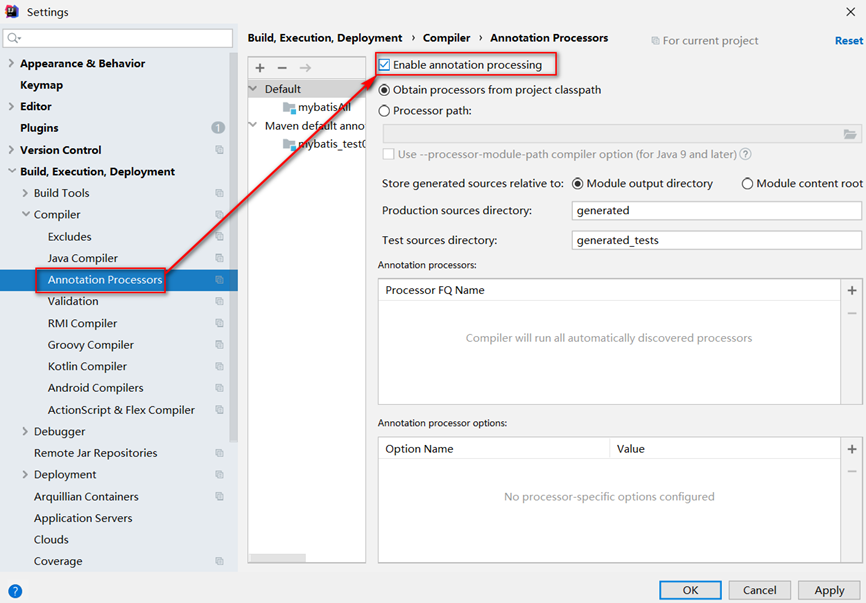 Settings
Appearance & Behavior
Keymap
Editor
Plugins
1
Version Control
Build, Execution, Deployment
Build Tools
Compiler
Excludes
Java Compiler
Annotation Processors
Validation
RMI Compiler
Groovy Compiler
Kotlin Compiler
Android Compilers
ActionScript & Flex Compiler
Debugger
Remote Jar Repositories
Deployment
Arquillian Containers
Application Servers
Clouds
Coverage
?
Build, Execution, Deployment › Compiler › Annotation Processors
For current project
Reset
Default
mybatisAll
Maven default anno
mybatis_test0
Enable annotation processing
Obtain processors from project classpath
Processor path:
Use --processor-module-path compiler option (for Java 9 and later) ?
Store generated sources relative to: Module output directory Module content root
Production sources directory: generated
Test sources directory: generated_tests
Annotation processors:
Processor FQ Name
Compiler will run all automatically discovered processors
Annotation processor options:
Option Name Value
No processor-specific options configured
OK Cancel Apply